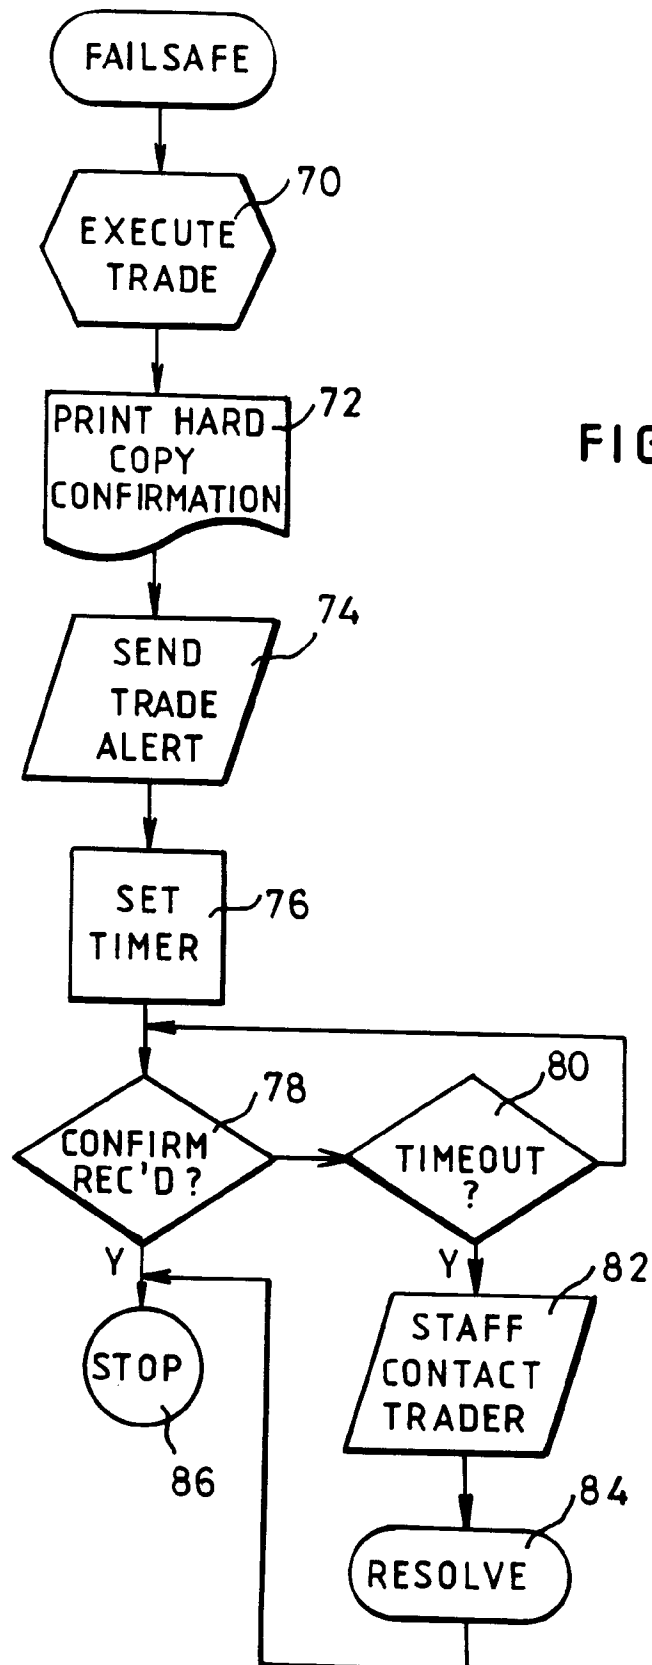 FAILSAFE
70
EXECUTE
TRADE
72
PRINT HARD
COPY
CONFIRMATION
FIG
74
SEND
TRADE
ALERT
76
SET
TIMER
78
80
CONFIRM
REC'D?
TIMEOUT
?
Y
Y
82
STAFF
CONTACT
TRADER
STOP
86
84
RESOLVE